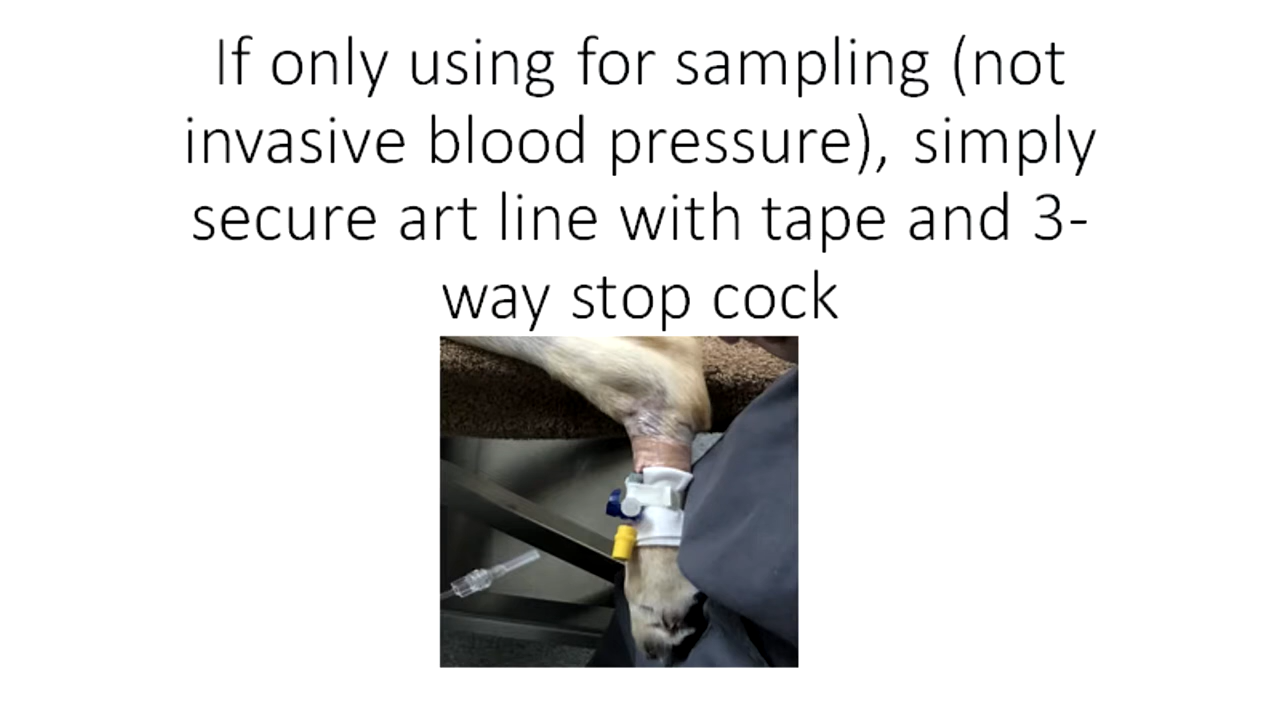 If only using for sampling (not
invasive blood pressure), simply
secure art line with tape and 3-
way stop cock